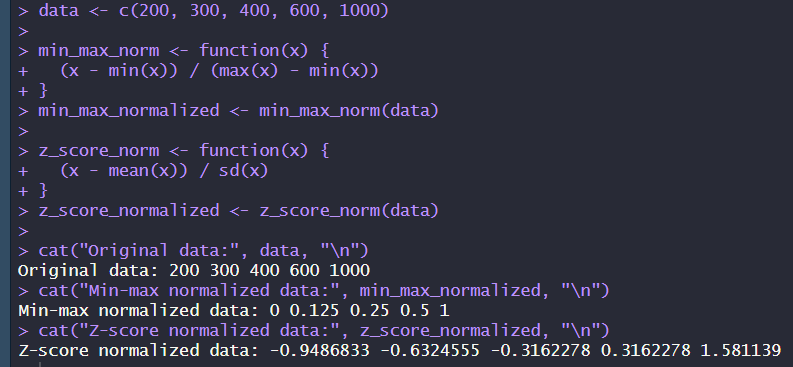 > data <- c(200, 300, 400, 600, 1000)
>
> min_max_norm <- function(x) {
+   (x - min(x)) / (max(x) - min(x))
+ }
> min_max_normalized <- min_max_norm(data)
>
> z_score_norm <- function(x) {
+   (x - mean(x)) / sd(x)
+ }
> z_score_normalized <- z_score_norm(data)
>
> cat("Original data:", data, "\n")
Original data: 200 300 400 600 1000
> cat("Min-max normalized data:", min_max_normalized, "\n")
Min-max normalized data: 0 0.125 0.25 0.5 1
> cat("Z-score normalized data:", z_score_normalized, "\n")
Z-score normalized data: -0.9486833 -0.6324555 -0.3162278 0.3162278 1.581139